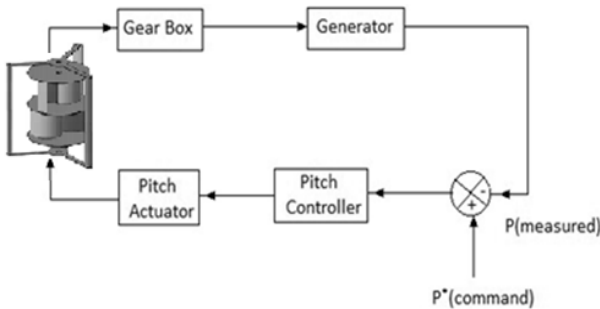 Gear Box
Generator
Pitch
Actuator
Pitch
Controller
-
+
P(measured)
P*(command)